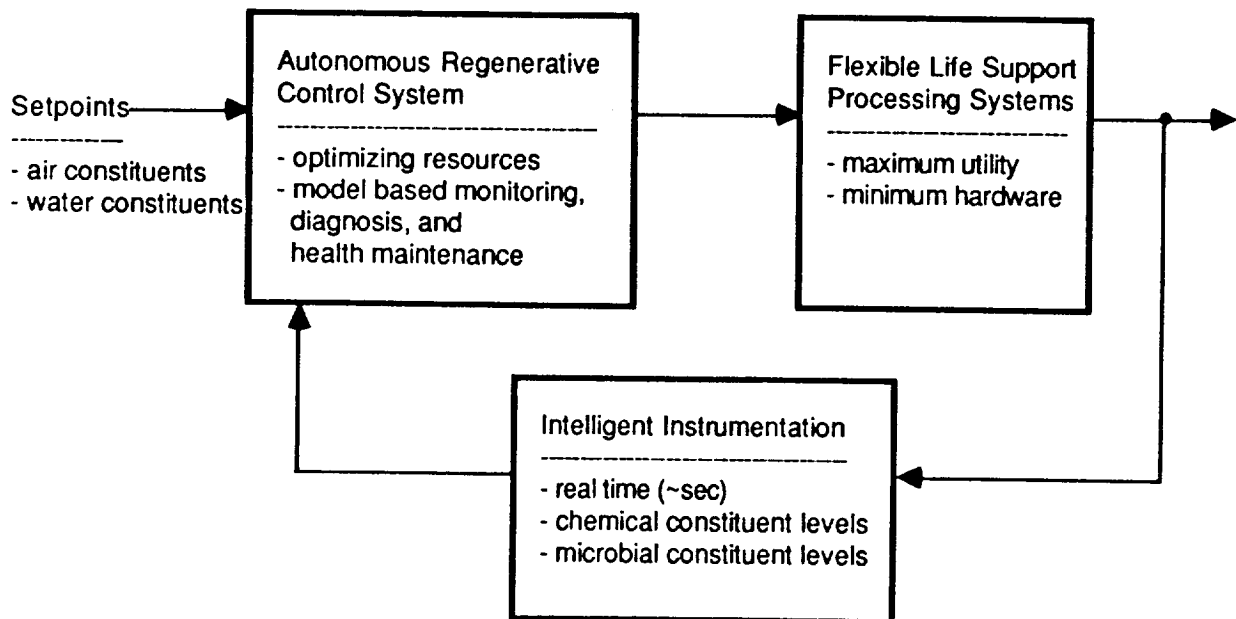 Setpoints
----------
- air constituents
- water constituents
Autonomous Regenerative
Control System
------------------------------
- optimizing resources
- model based monitoring,
diagnosis, and
health maintenance
Flexible Life Support
Processing Systems
----------------------
- maximum utility
- minimum hardware
Intelligent Instrumentation
----------------------------
- real time (~sec)
- chemical constituent levels
- microbial constituent levels